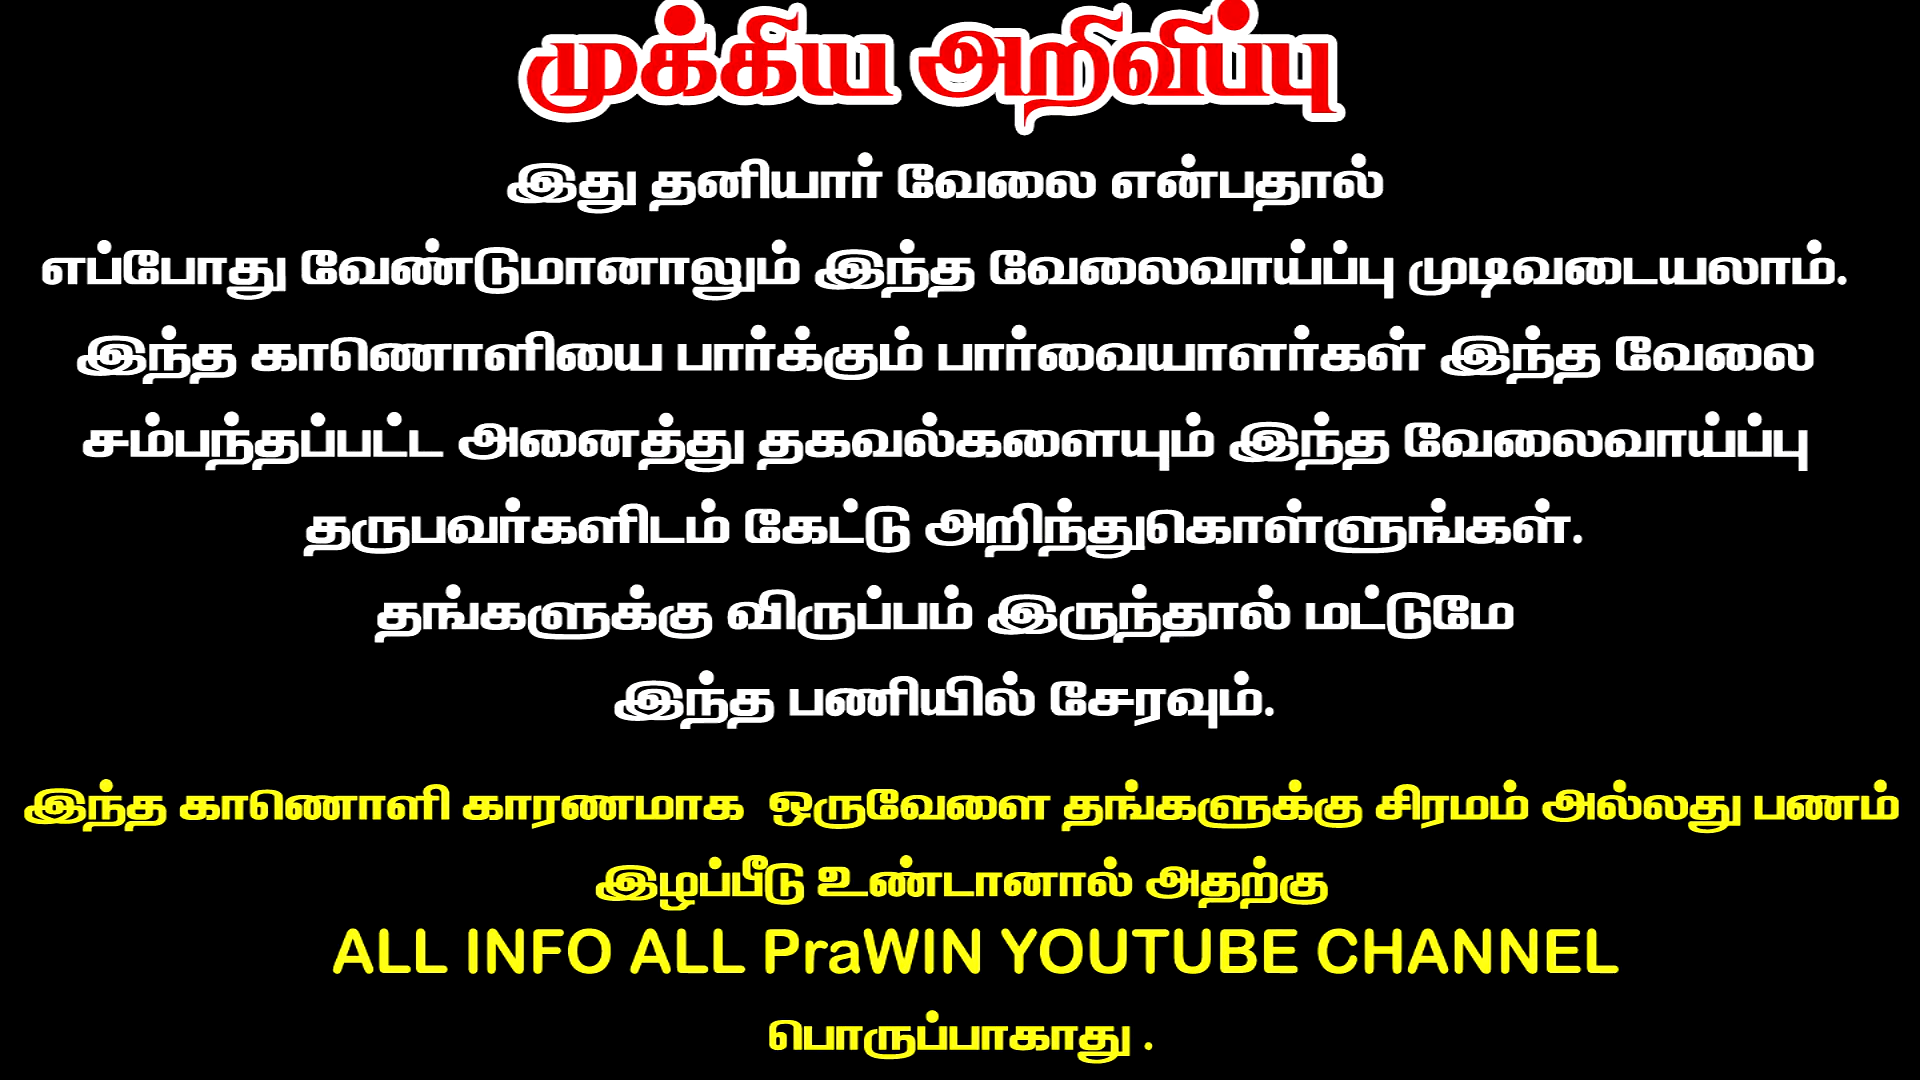 முக்கிய அறிவிப்பு
இது தனியார் வேலை என்பதால்
எப்போது வேண்டுமானாலும் இந்த வேலைவாய்ப்பு முடிவடையலாம்.
இந்த காணொளியை பார்க்கும் பார்வையாளர்கள் இந்த வேலை
சம்பந்தப்பட்ட அனைத்து தகவல்களையும் இந்த வேலைவாய்ப்பு
தருபவர்களிடம் கேட்டு அறிந்துகொள்ளுங்கள்.
தங்களுக்கு விருப்பம் இருந்தால் மட்டுமே
இந்த பணியில் சேரவும்.
இந்த காணொளி காரணமாக ஒருவேளை தங்களுக்கு சிரமம் அல்லது பணம்
இழப்பீடு உண்டானால் அதற்கு
ALL INFO ALL PraWIN YOUTUBE CHANNEL
பொருப்பாகாது .